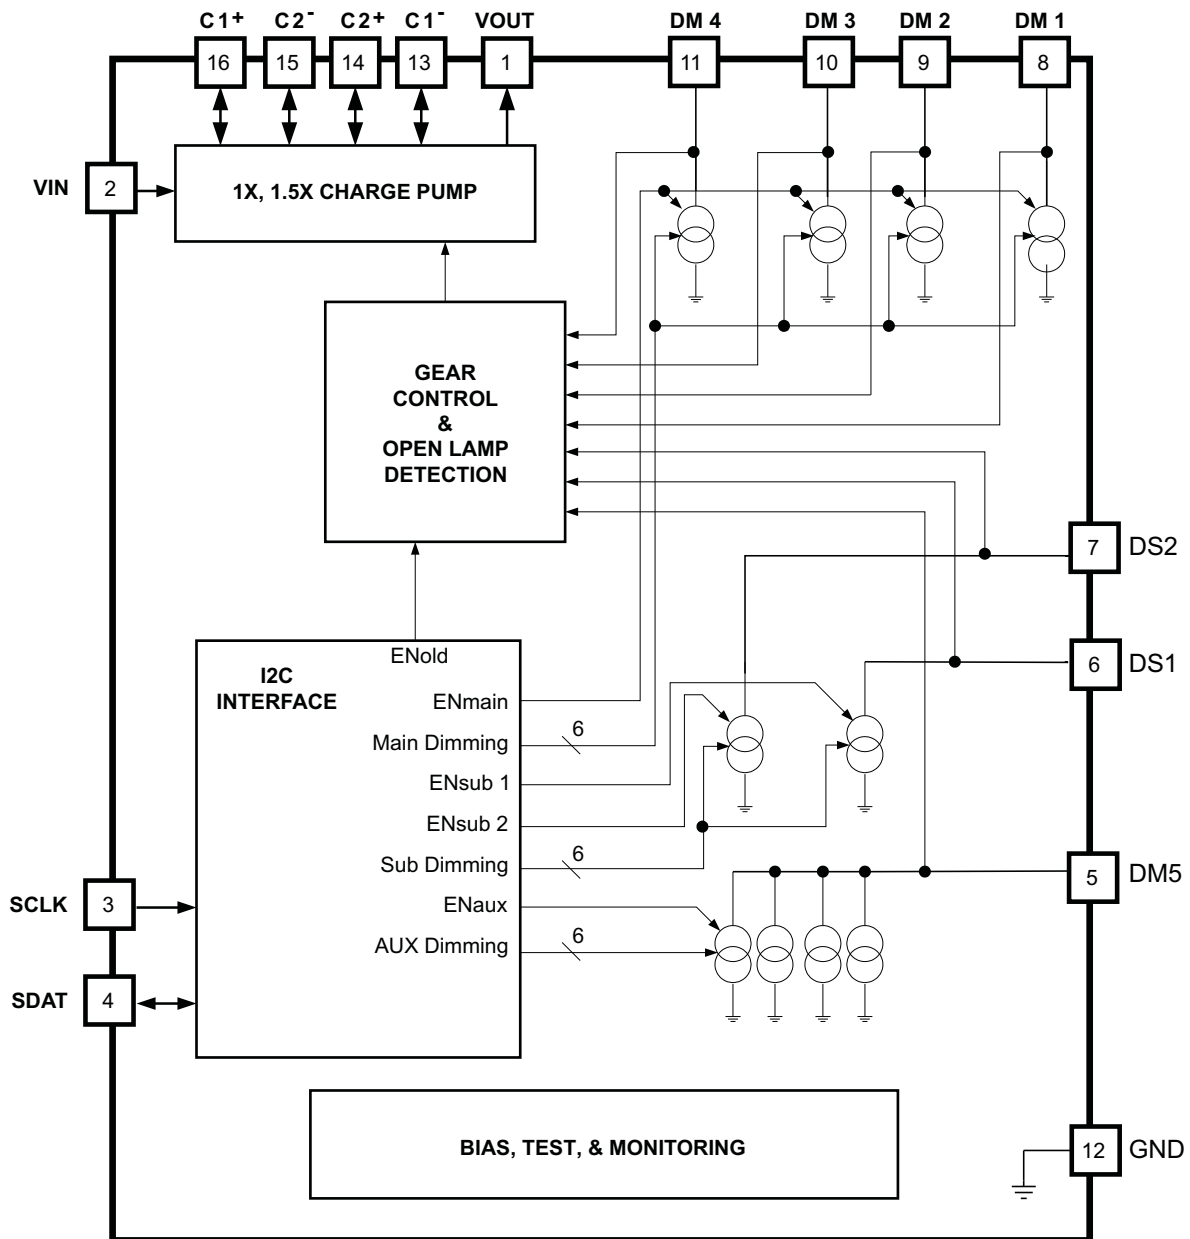 C1+ C2- C2+ C1- VOUT DM 4 DM 3 DM 2 DM 1
16 15 14 13 1 11 10 9 8
VIN 2 1X, 1.5X CHARGE PUMP
GEAR
CONTROL
&
OPEN LAMP
DETECTION
7 DS2
6 DS1
ENold
I2C
INTERFACE
ENmain
Main Dimming 6
ENsub 1
ENsub 2
Sub Dimming 6
5 DM5
SCLK 3 ENaux
AUX Dimming 6
SDAT 4
BIAS, TEST, & MONITORING
12 GND